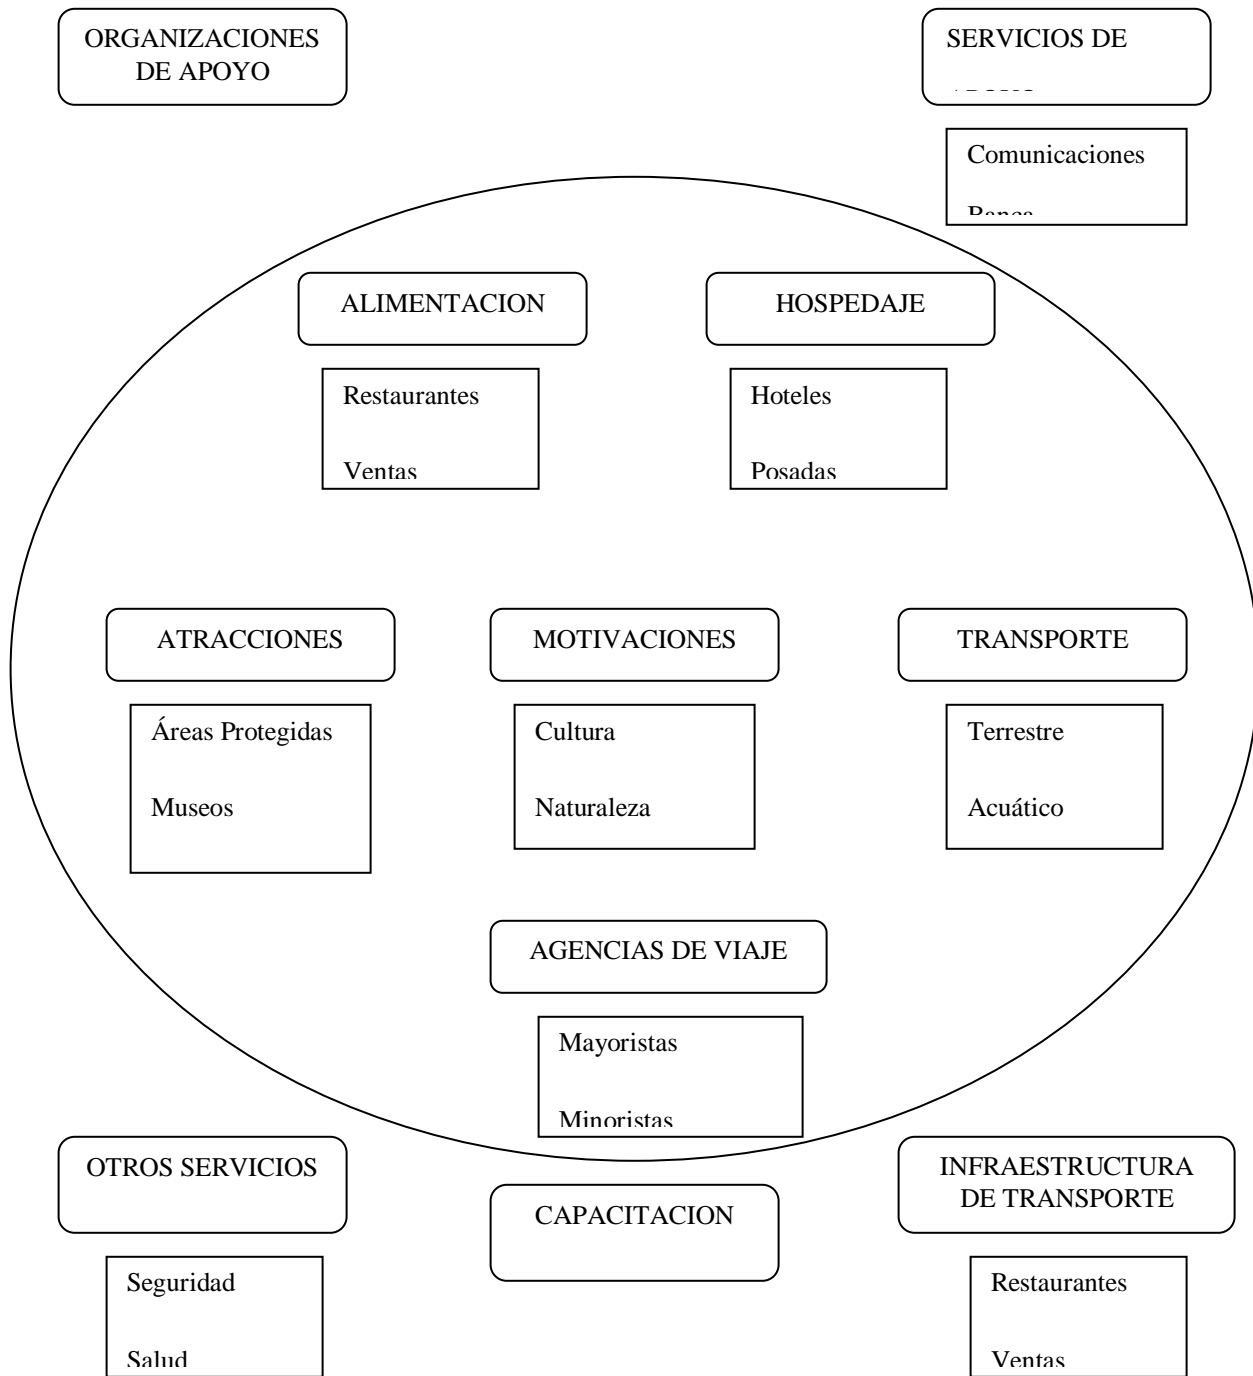 ORGANIZACIONES
DE APOYO
SERVICIOS DE
Comunicaciones
Banca
ALIMENTACION
HOSPEDAJE
Restaurantes
Ventas
Hoteles
Posadas
ATRACCIONES
MOTIVACIONES
TRANSPORTE
Áreas Protegidas
Museos
Cultura
Naturaleza
Terrestre
Acuático
AGENCIAS DE VIAJE
Mayoristas
Minoristas
OTROS SERVICIOS
CAPACITACION
INFRAESTRUCTURA
DE TRANSPORTE
Seguridad
Salud
Restaurantes
Ventas